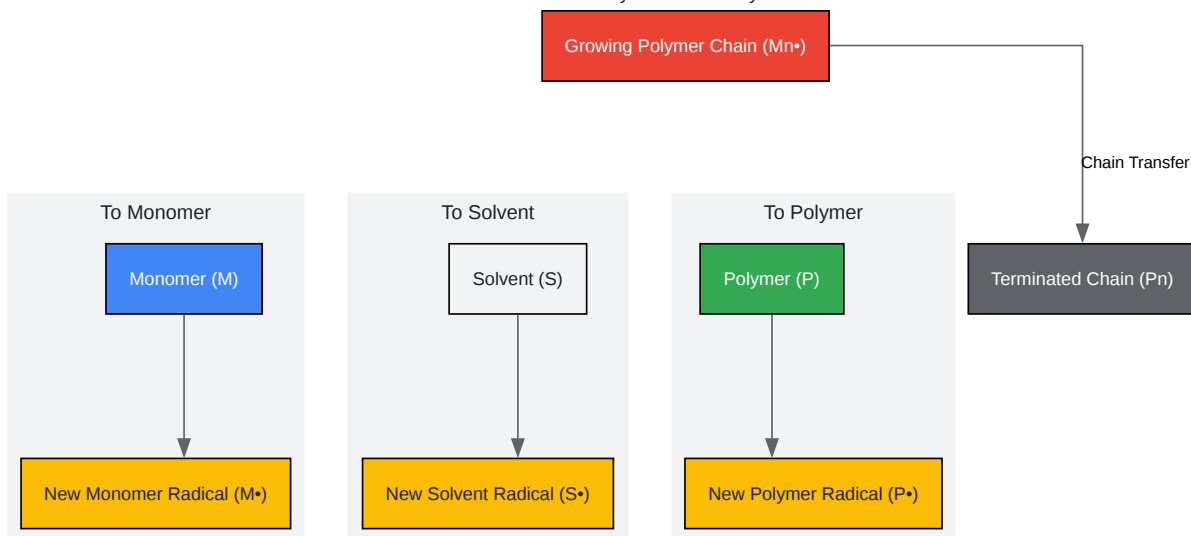 Growing Polymer Chain (Mn•)
Chain Transfer
To Monomer
To Solvent
To Polymer
Monomer (M)
Solvent (S)
Polymer (P)
Terminated Chain (Pn)
New Monomer Radical (M•)
New Solvent Radical (S•)
New Polymer Radical (P•)